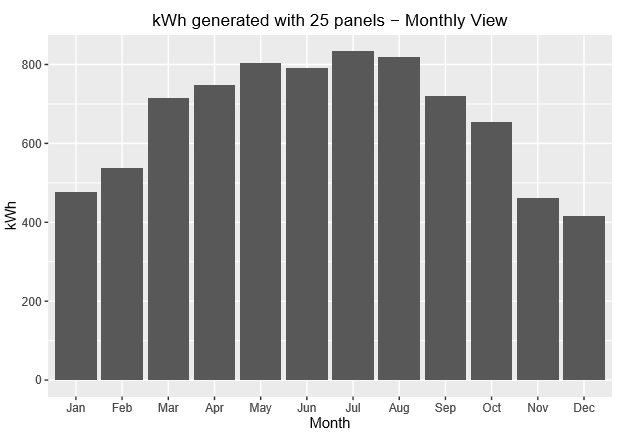 kWh generated with 25 panels − Monthly View
800
600
400
200
0
kWh
Jan Feb Mar Apr May Jun Jul Aug Sep Oct Nov Dec
Month